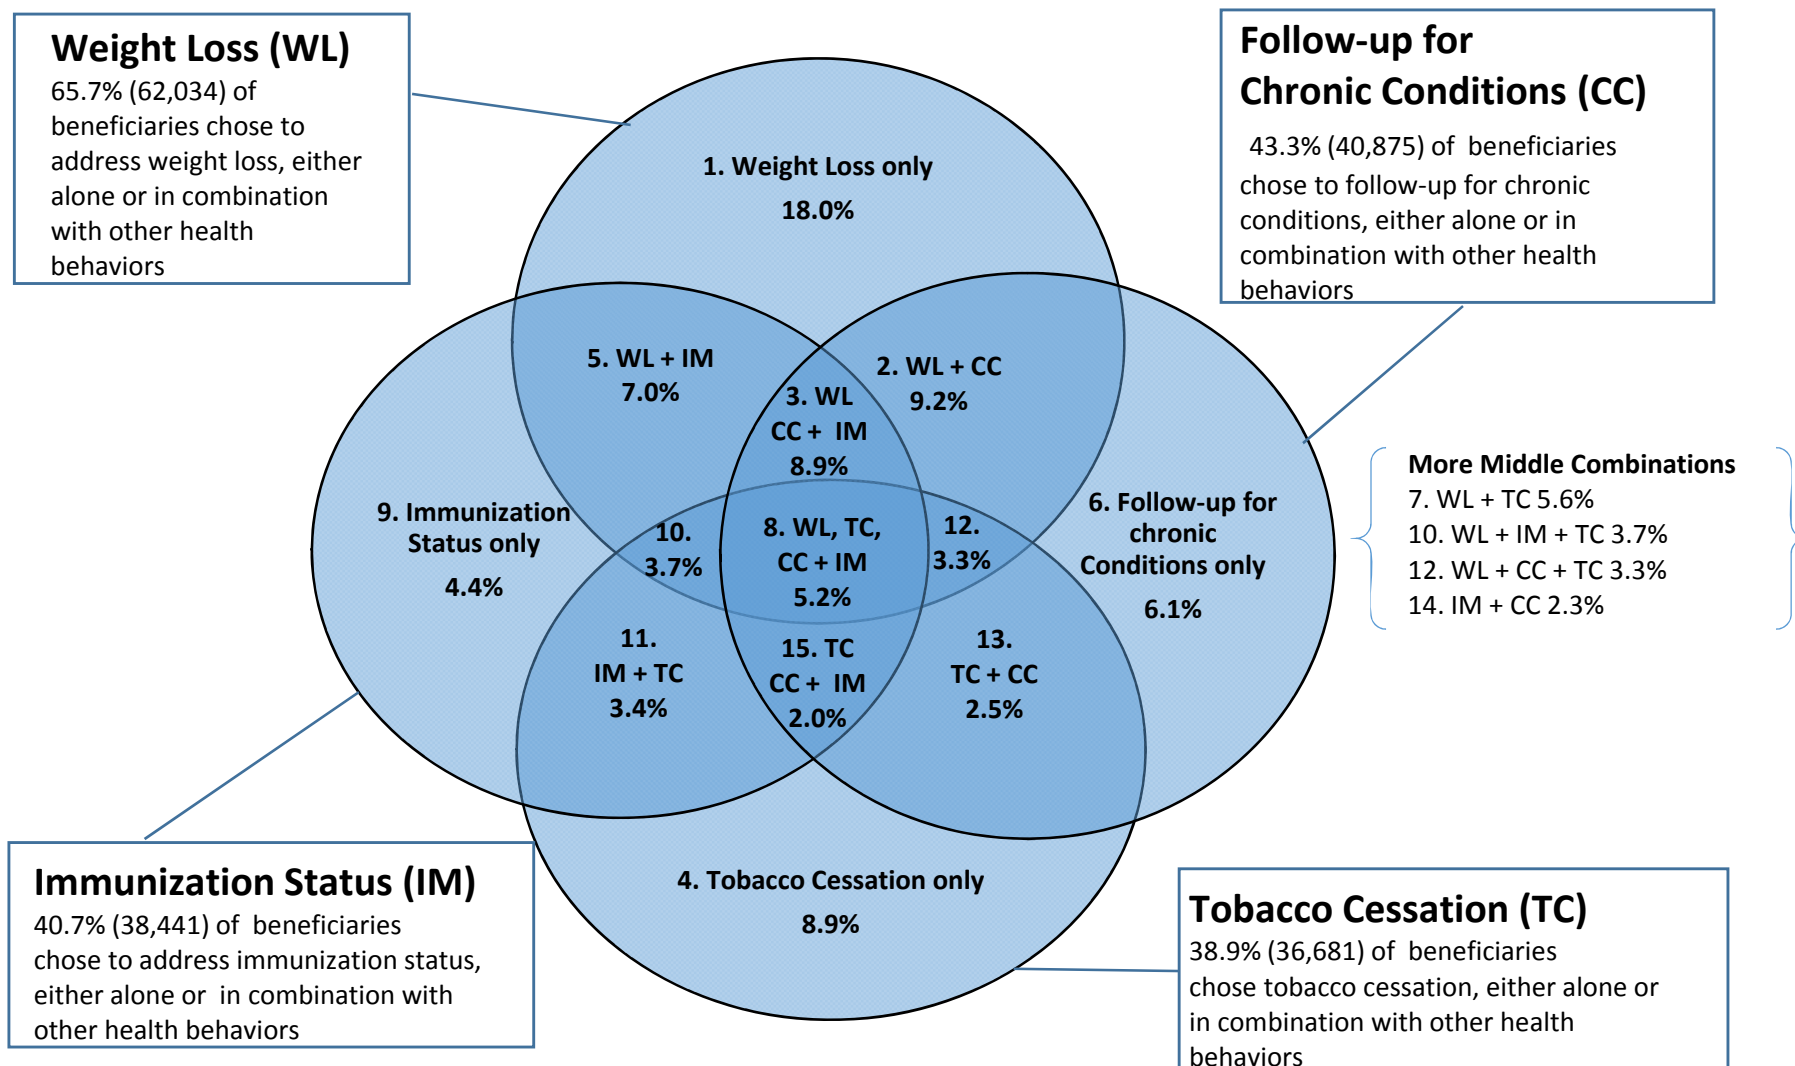 Weight Loss (WL)
65.7% (62,034) of
beneficiaries chose to
address weight loss, either
alone or in combination
with other health
behaviors
Follow-up for
Chronic Conditions (CC)
43.3% (40,875) of beneficiaries
chose to follow-up for chronic
conditions, either alone or in
combination with other health
behaviors
1. Weight Loss only
18.0%
5. WL + IM
7.0%
2. WL + CC
9.2%
3. WL
CC + IM
8.9%
9. Immunization
Status only
4.4%
10.
3.7%
8. WL, TC,
CC + IM
5.2%
12.
3.3%
6. Follow-up for
chronic
Conditions only
6.1%
More Middle Combinations
7. WL + TC 5.6%
10. WL + IM + TC 3.7%
12. WL + CC + TC 3.3%
14. IM + CC 2.3%
11.
IM + TC
3.4%
15. TC
CC + IM
2.0%
13.
TC + CC
2.5%
4. Tobacco Cessation only
8.9%
Immunization Status (IM)
40.7% (38,441) of beneficiaries
chose to address immunization status,
either alone or in combination with
other health behaviors
Tobacco Cessation (TC)
38.9% (36,681) of beneficiaries
chose tobacco cessation, either alone or
in combination with other health
behaviors